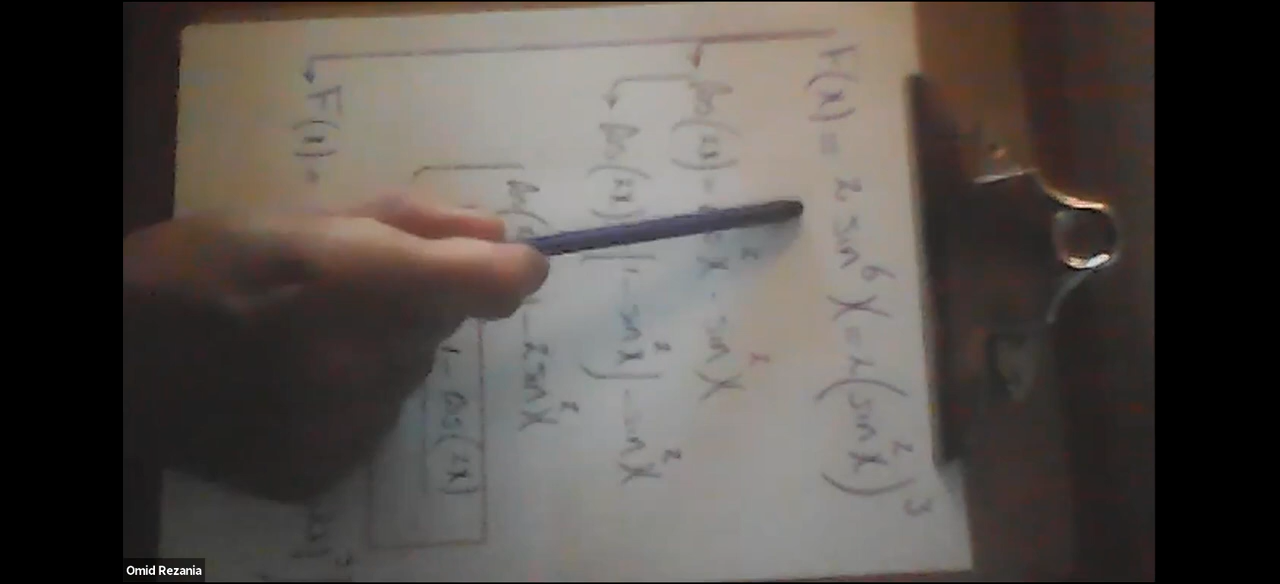 F(x) = 2 sin⁶x = 2(sin²x)³
cos(2x) = cos²x - sin²x
cos(2x) = [1 - sin²x] - sin²x
1 - 2sin²x
1 - cos(2x)
F(x) =
Omid Rezania